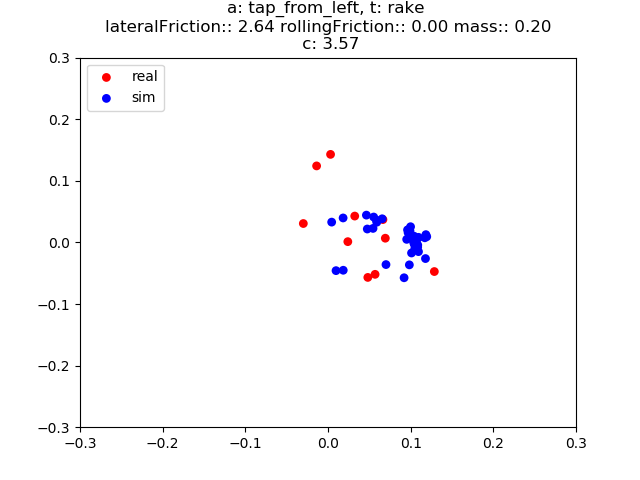 a: tap_from_left, t: rake
lateralFriction:: 2.64 rollingFriction:: 0.00 mass:: 0.20
c: 3.57
real
sim
0.3
0.2
0.1
0.0
−0.1
−0.2
−0.3
−0.3 −0.2 −0.1 0.0 0.1 0.2 0.3